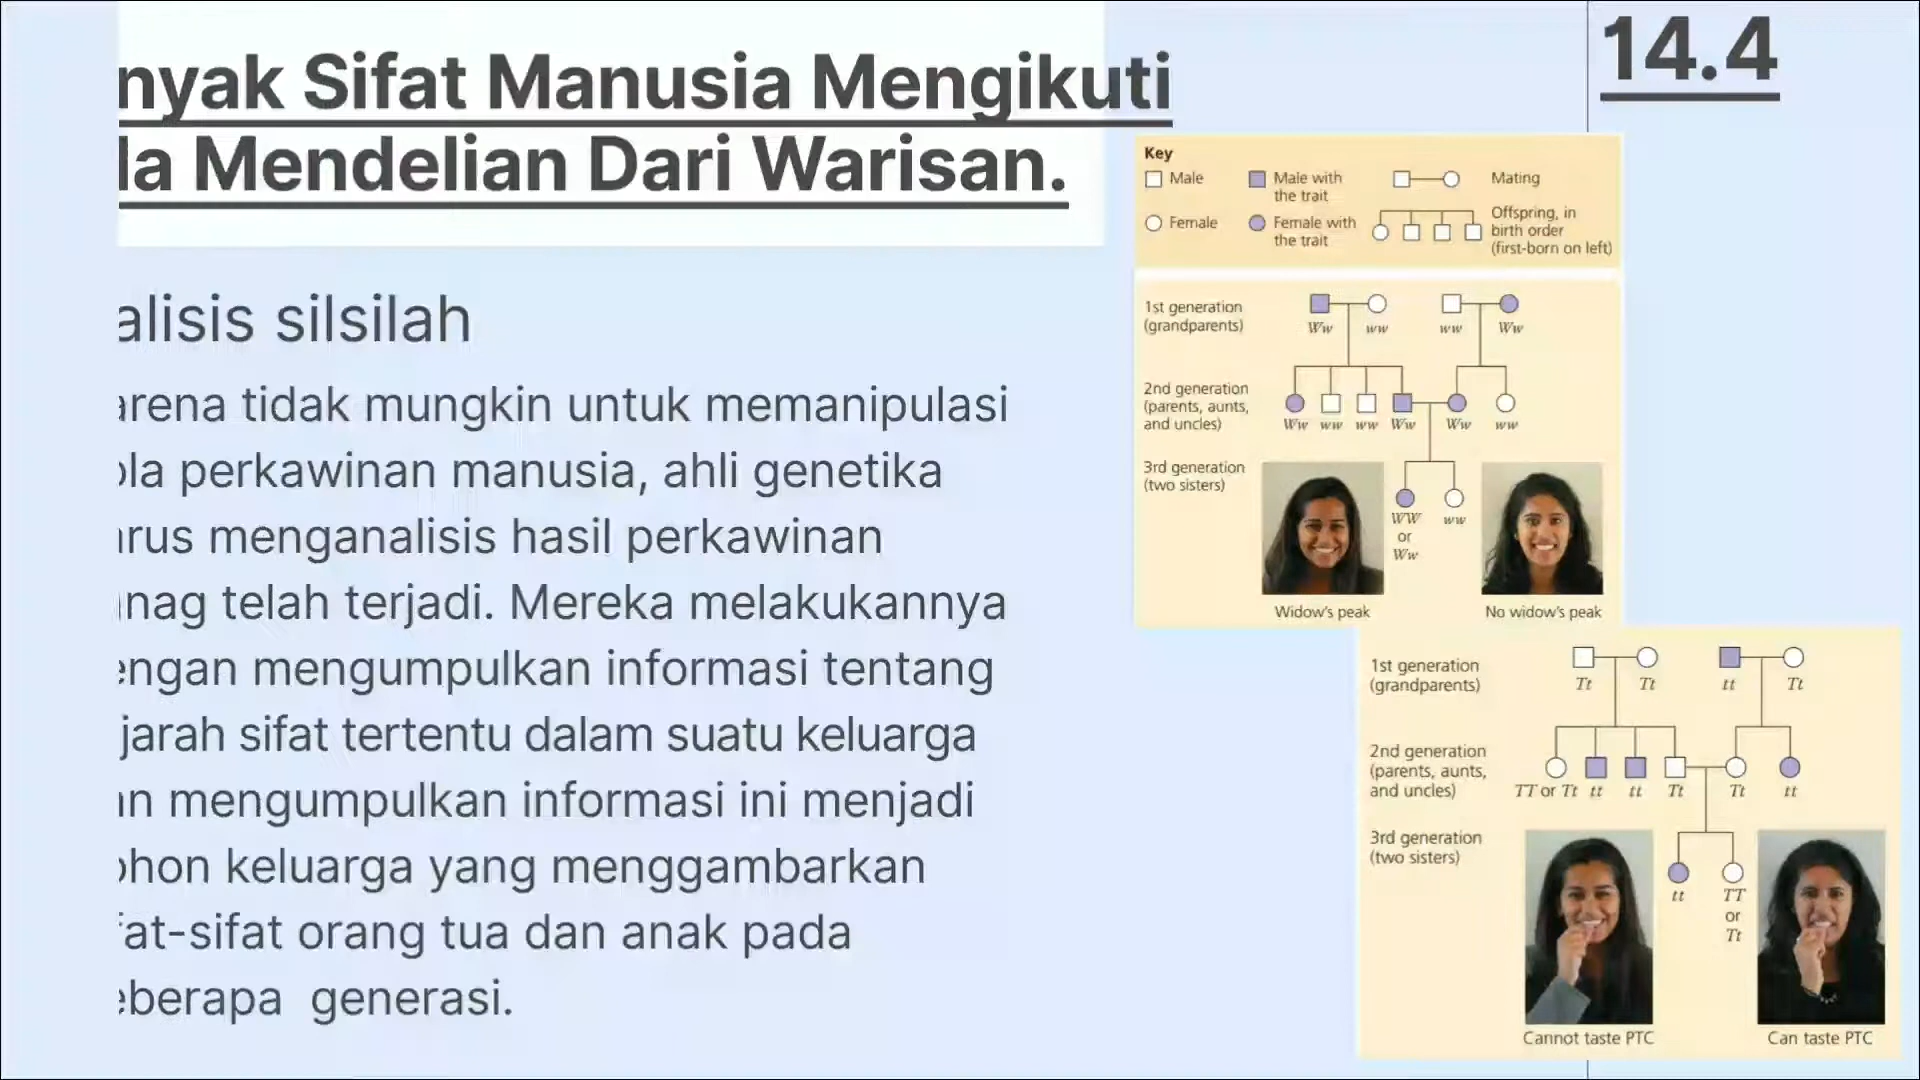 nyak Sifat Manusia Mengikuti
la Mendelian Dari Warisan.
14.4
alisis silsilah
arena tidak mungkin untuk memanipulasi
ola perkawinan manusia, ahli genetika
arus menganalisis hasil perkawinan
nag telah terjadi. Mereka melakukannya
engan mengumpulkan informasi tentang
jarah sifat tertentu dalam suatu keluarga
an mengumpulkan informasi ini menjadi
ohon keluarga yang menggambarkan
fat-sifat orang tua dan anak pada
eberapa generasi.
Key
Male
Male with
the trait
Mating
Female
Female with
the trait
Offspring, in
birth order
(first-born on left)
1st generation
(grandparents)
Ww ww ww Ww
2nd generation
(parents, aunts,
and uncles)
Ww ww ww Ww Ww ww
3rd generation
(two sisters)
WW
or
Ww
ww
Widow's peak
No widow's peak
1st generation
(grandparents)
Tt Tt tt Tt
2nd generation
(parents, aunts,
and uncles)
TT or Tt tt tt Tt Tt tt
3rd generation
(two sisters)
tt
TT
or
Tt
Cannot taste PTC
Can taste PTC